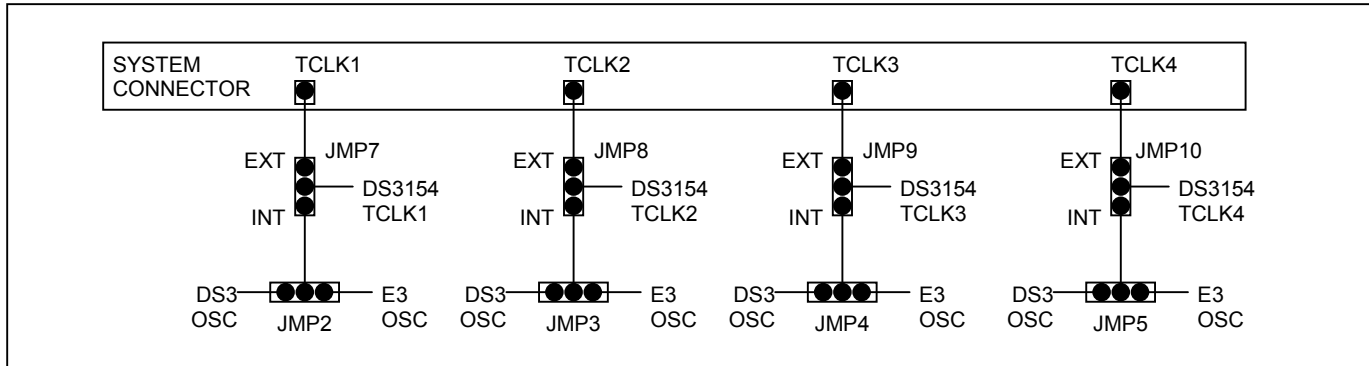 SYSTEM
CONNECTOR
TCLK1
TCLK2
TCLK3
TCLK4
EXT
JMP7
DS3154
TCLK1
INT
EXT
JMP8
DS3154
TCLK2
INT
EXT
JMP9
DS3154
TCLK3
INT
EXT
JMP10
DS3154
TCLK4
INT
DS3
OSC
JMP2
E3
OSC
DS3
OSC
JMP3
E3
OSC
DS3
OSC
JMP4
E3
OSC
DS3
OSC
JMP5
E3
OSC